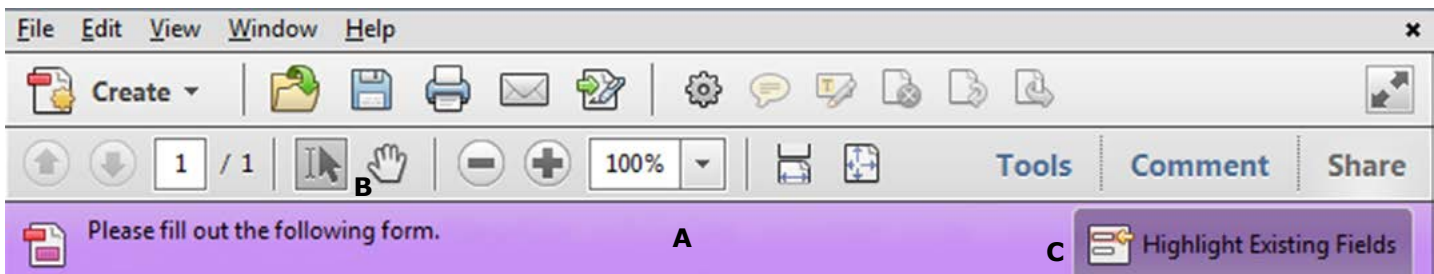 File Edit View Window Help
Create
1 / 1 100% Tools Comment Share
B
Please fill out the following form. A C Highlight Existing Fields